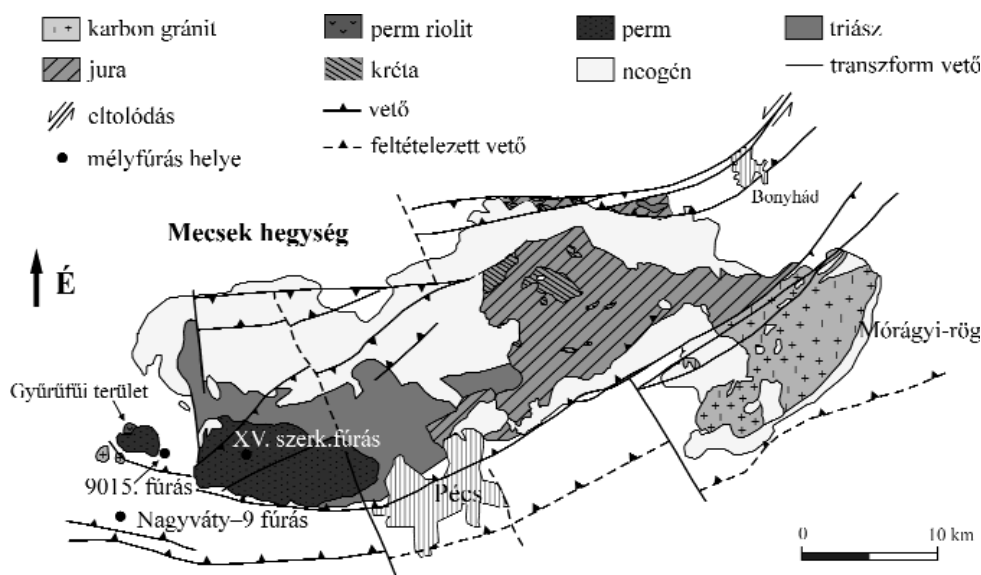 karbon gránit
perm riolit
perm
triász
jura
kréta
neogén
transzform vető
eltolódás
vető
mélyfúrás helye
feltételezett vető
Bonyhád
Mecsek hegység
É
Mórágyi-rög
Gyűrűfűi terület
XV. szerk.fúrás
9015. fúrás
Pécs
Nagyváty–9 fúrás
0 10 km